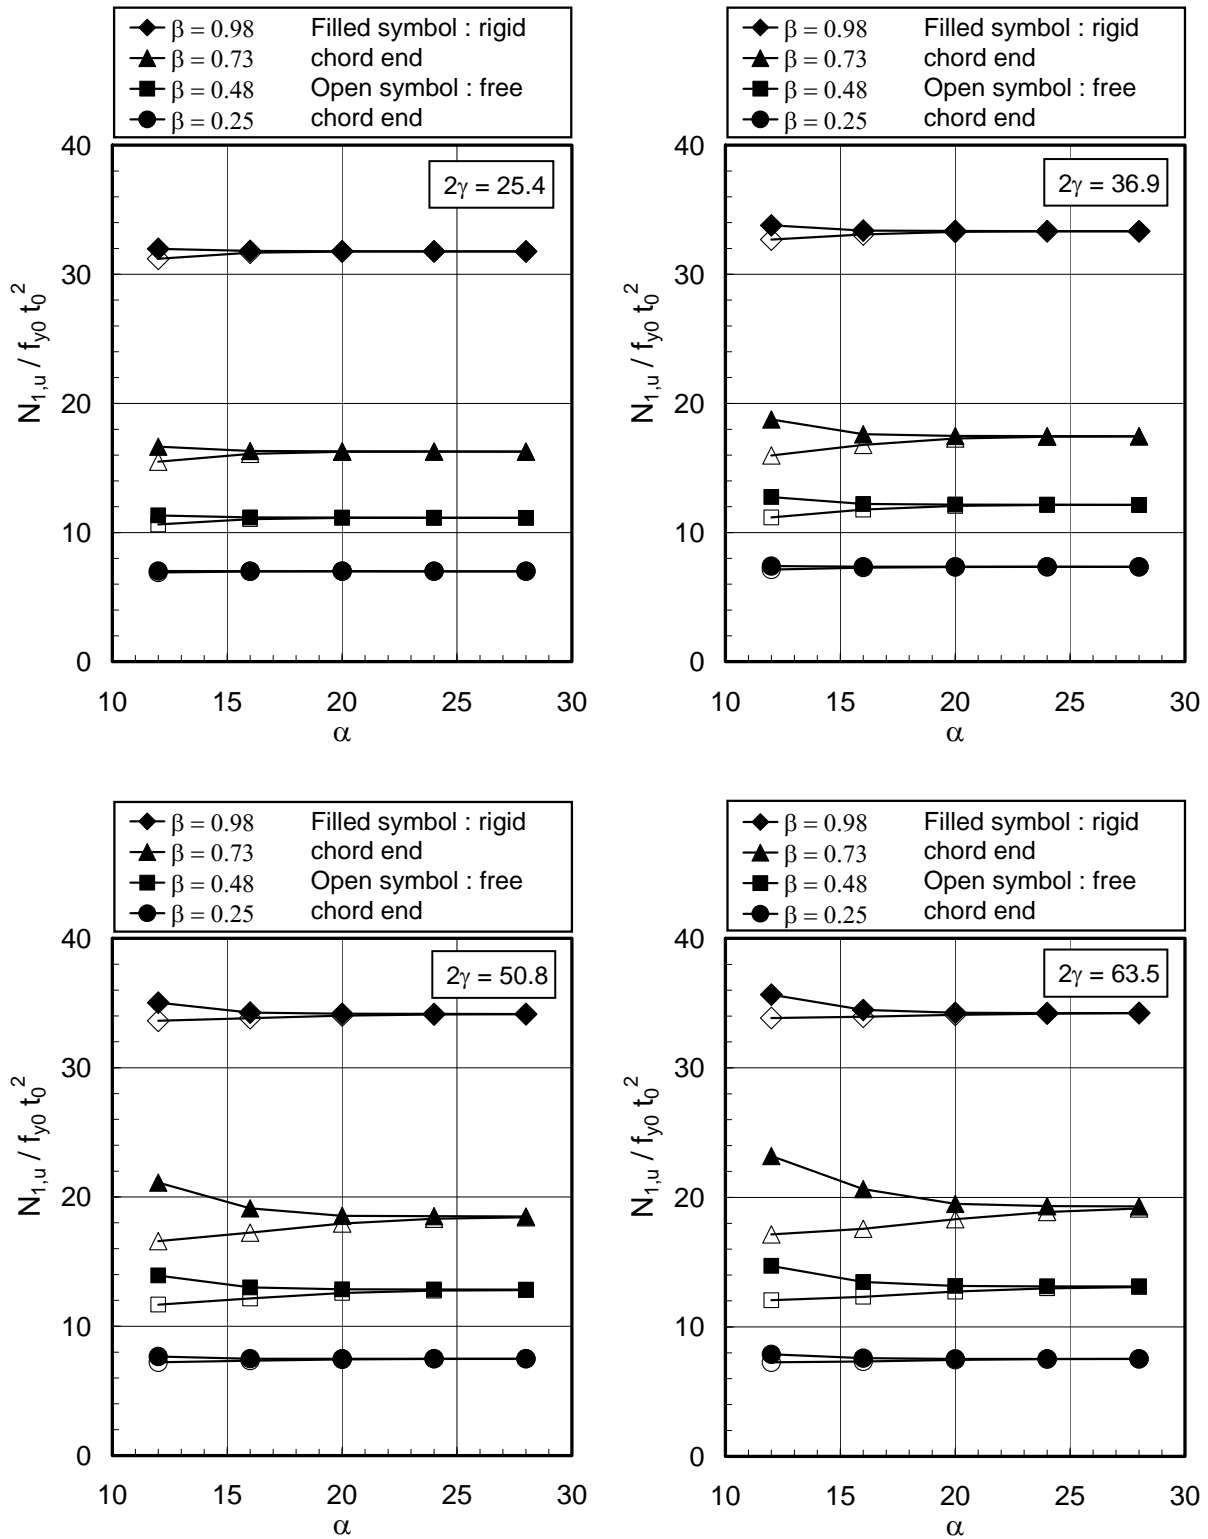 β = 0.98 Filled symbol : rigid
β = 0.73 chord end
β = 0.48 Open symbol : free
β = 0.25 chord end
2γ = 25.4
40
30
20
10
0
N1,u / fy0 t0^2
10 15 20 25 30
α
β = 0.98 Filled symbol : rigid
β = 0.73 chord end
β = 0.48 Open symbol : free
β = 0.25 chord end
2γ = 36.9
40
30
20
10
0
N1,u / fy0 t0^2
10 15 20 25 30
α
β = 0.98 Filled symbol : rigid
β = 0.73 chord end
β = 0.48 Open symbol : free
β = 0.25 chord end
2γ = 50.8
40
30
20
10
0
N1,u / fy0 t0^2
10 15 20 25 30
α
β = 0.98 Filled symbol : rigid
β = 0.73 chord end
β = 0.48 Open symbol : free
β = 0.25 chord end
2γ = 63.5
40
30
20
10
0
N1,u / fy0 t0^2
10 15 20 25 30
α